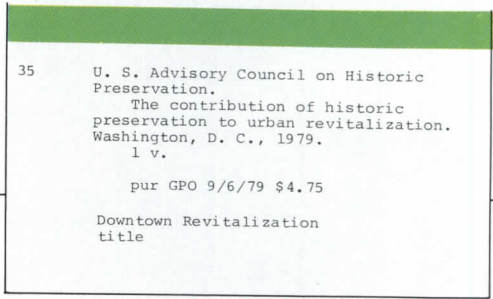 35 U. S. Advisory Council on Historic
Preservation.
The contribution of historic
preservation to urban revitalization.
Washington, D. C., 1979.
1 v.
pur GPO 9/6/79 $4.75
Downtown Revitalization
title